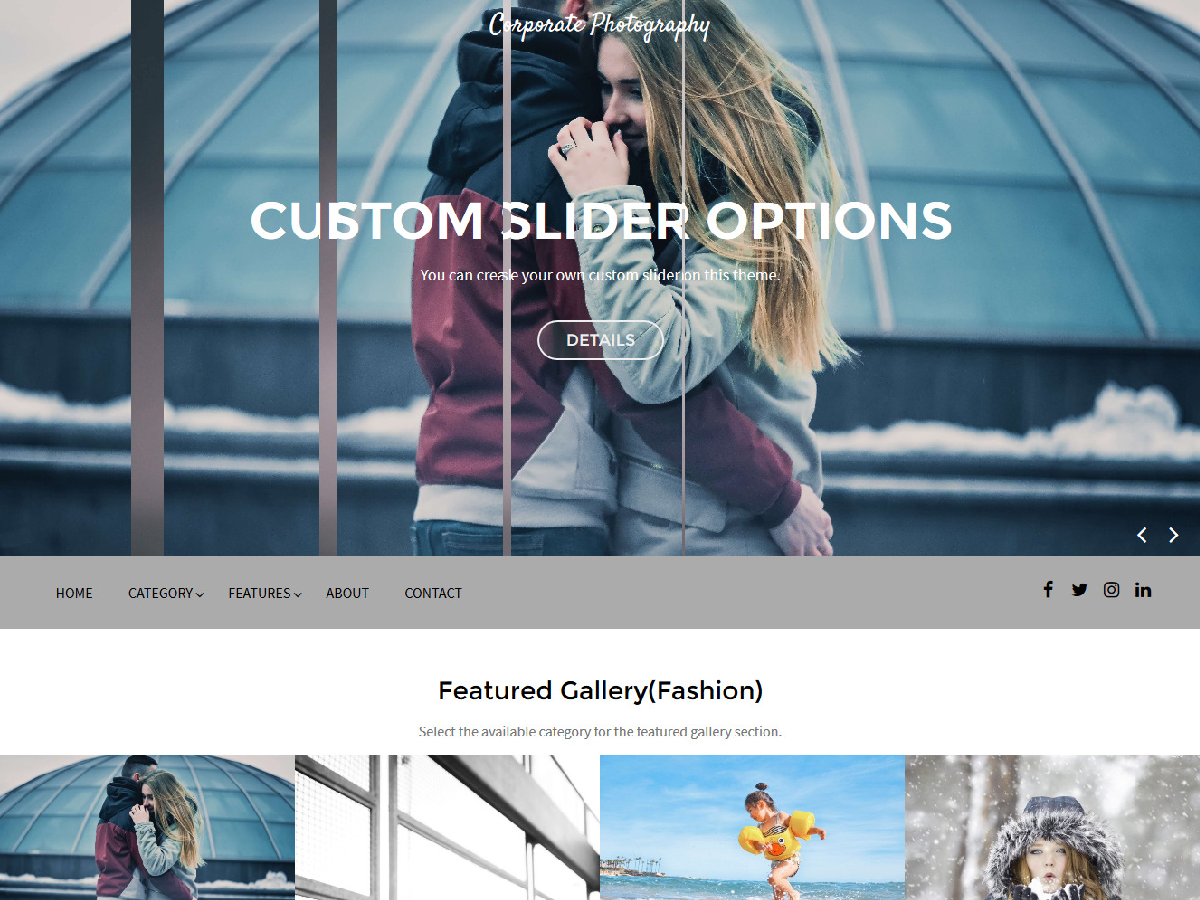 Corporate Photography
CUSTOM SLIDER OPTIONS
You can create your own custom slider on this theme.
DETAILS
HOME
CATEGORY
FEATURES
ABOUT
CONTACT
Featured Gallery(Fashion)
Select the available category for the featured gallery section.